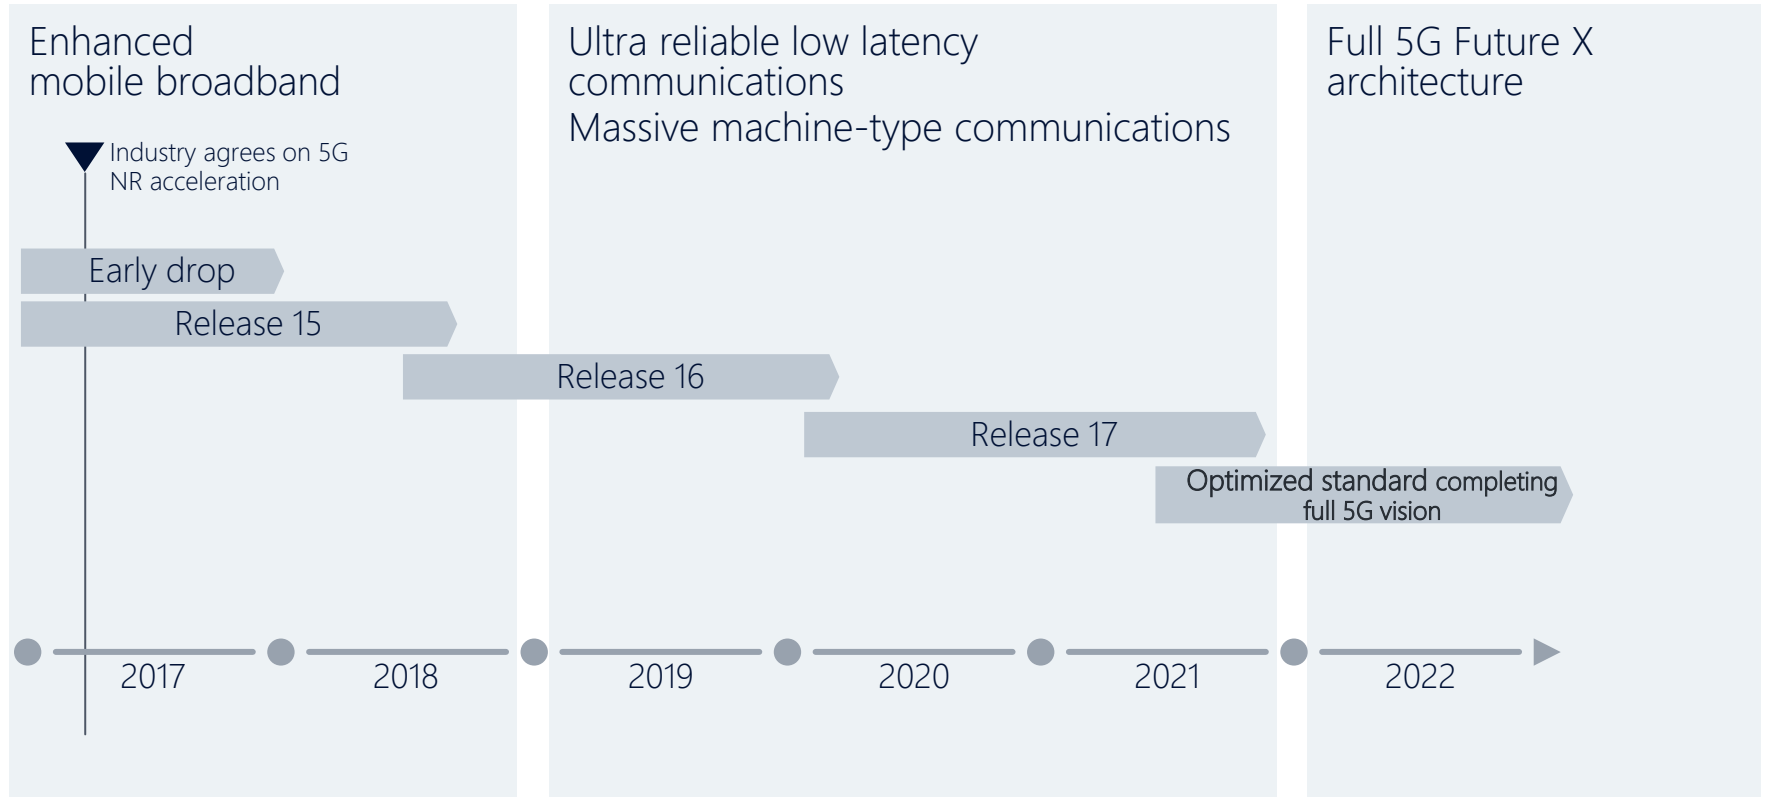 Enhanced
mobile broadband
Ultra reliable low latency
communications
Massive machine-type communications
Full 5G Future X
architecture
Industry agrees on 5G
NR acceleration
Early drop
Release 15
Release 16
Release 17
Optimized standard completing
full 5G vision
2017
2018
2019
2020
2021
2022